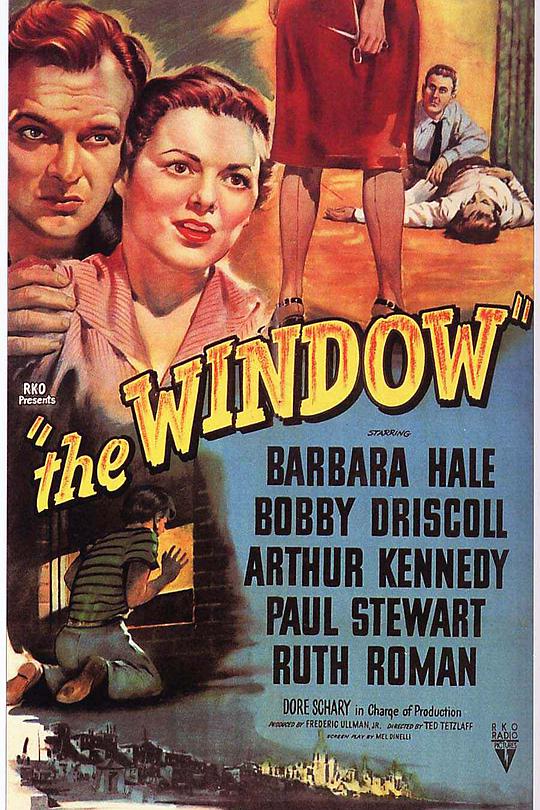 RKO
Presents
"the WINDOW"
STARRING
BARBARA HALE
BOBBY DRISCOLL
ARTHUR KENNEDY
PAUL STEWART
RUTH ROMAN
DORE SCHARY in Charge of Production
PRODUCED BY FREDERIC ULLMAN, JR. DIRECTED BY TED TETZLAFF
SCREEN PLAY BY MEL DINELLI
RKO
RADIO
PICTURES